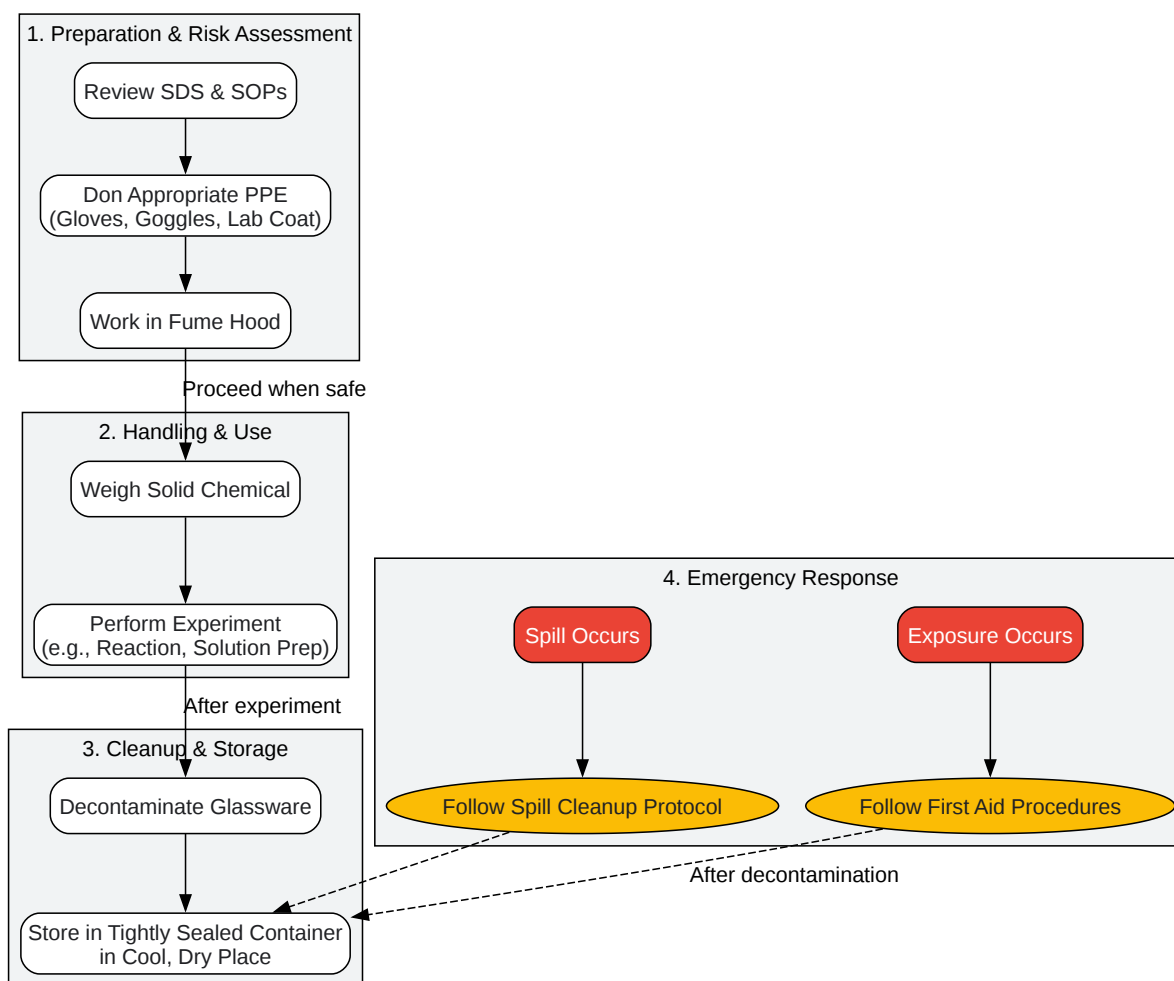 1. Preparation & Risk Assessment
Review SDS & SOPs
Don Appropriate PPE
(Gloves, Goggles, Lab Coat)
Work in Fume Hood
Proceed when safe
2. Handling & Use
Weigh Solid Chemical
Perform Experiment
(e.g., Reaction, Solution Prep)
After experiment
3. Cleanup & Storage
Decontaminate Glassware
Store in Tightly Sealed Container
in Cool, Dry Place
4. Emergency Response
Spill Occurs
Exposure Occurs
Follow Spill Cleanup Protocol
Follow First Aid Procedures
After decontamination